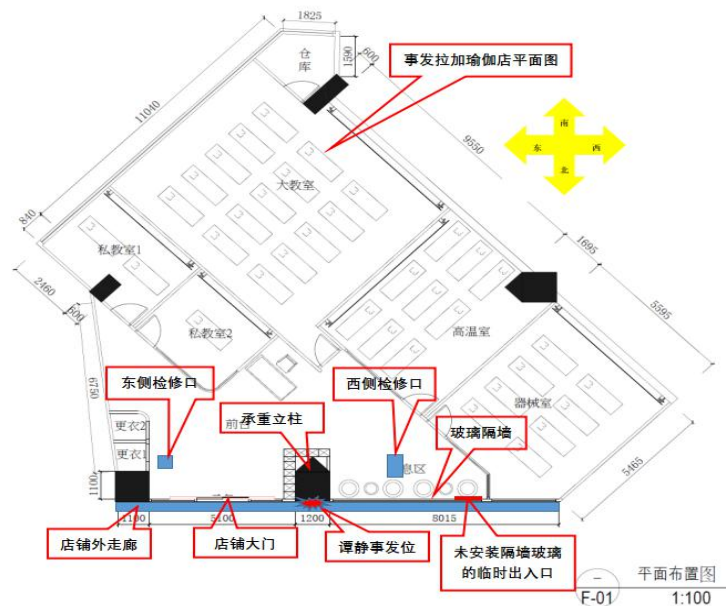 1825
仓库
1590
600
事发拉加瑜伽店平面图
11040
9550
南
东
西
北
大教室
840
私教室1
1695
2460
600
私教室2
高温室
5595
6750
东侧检修口
西侧检修口
器械室
承重立柱
玻璃隔墙
更衣2
前台
更衣1
息区
5465
1100
1100
5100
1200
8015
店铺外走廊
店铺大门
谭静事发位
未安装隔墙玻璃
的临时出入口
平面布置图
F-01
1:100